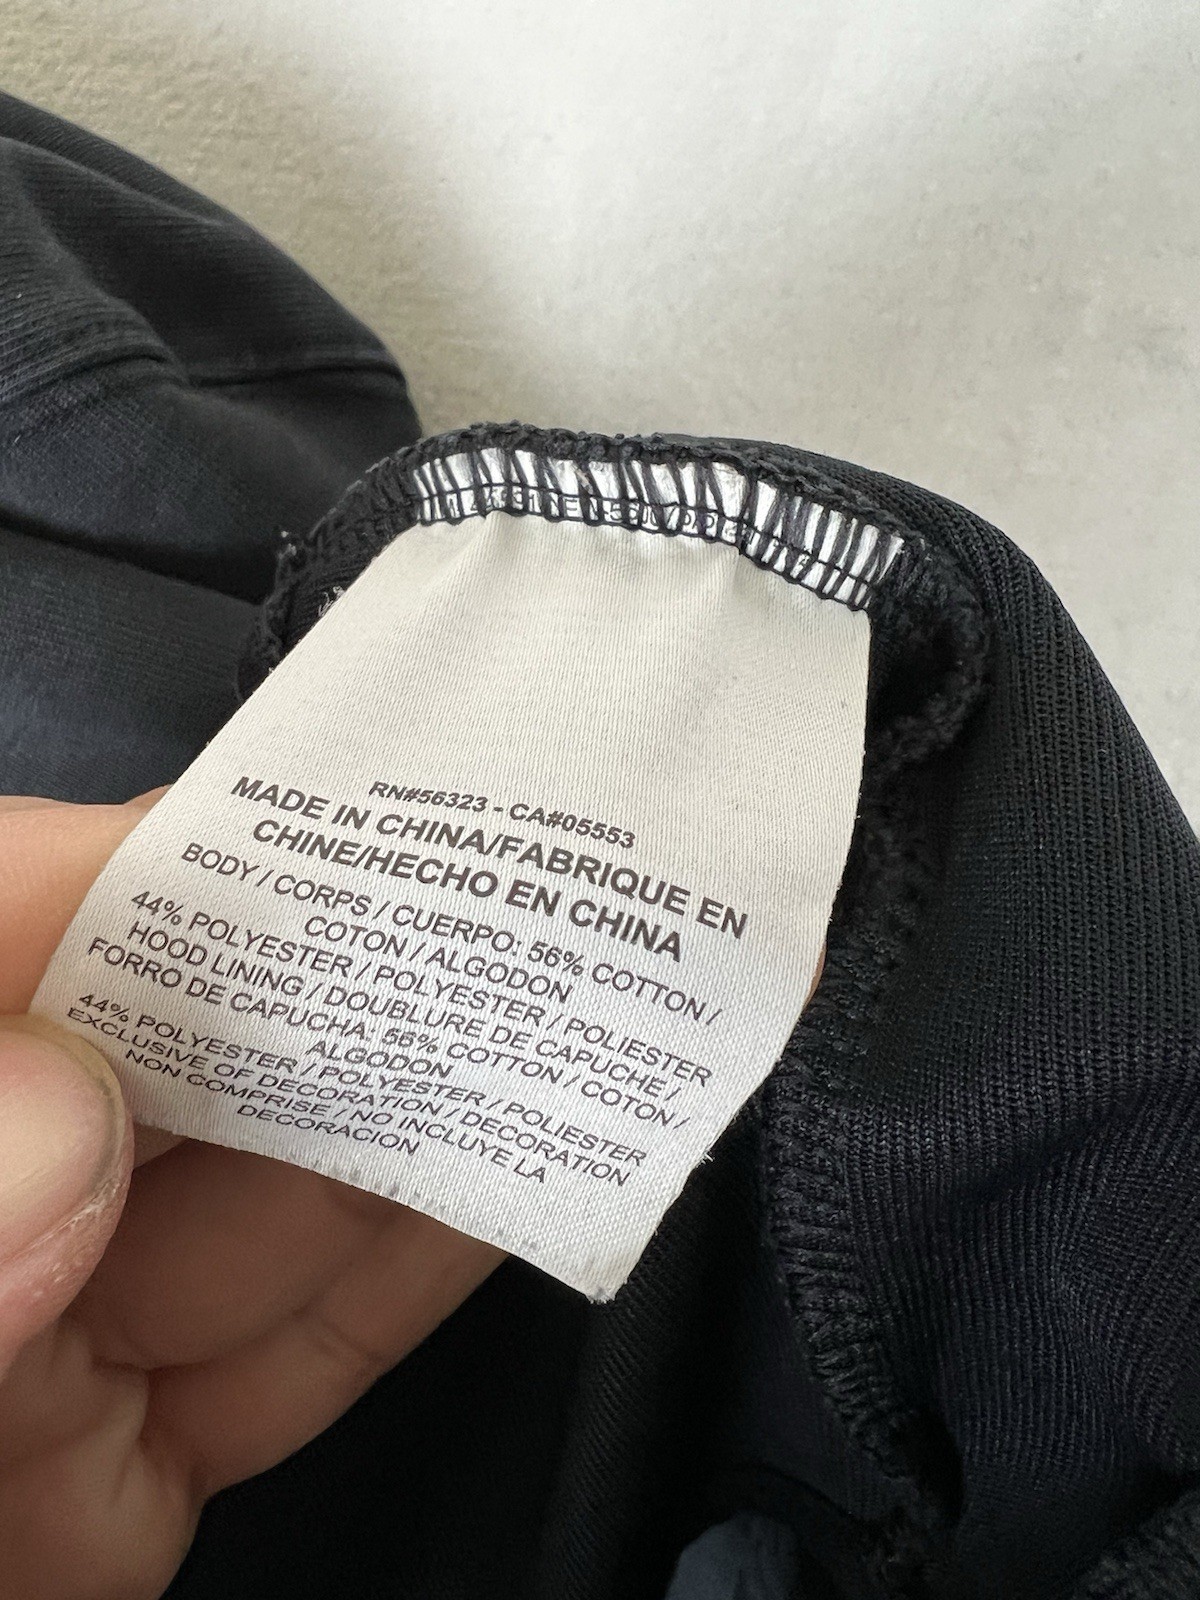 RN#56323 - CA#05553
MADE IN CHINA/FABRIQUE EN
CHINE/HECHO EN CHINA
BODY / CORPS / CUERPO: 56% COTTON /
COTON / ALGODON
44% POLYESTER / POLYESTER / POLIESTER
HOOD LINING / DOUBLURE DE CAPUCHE /
FORRO DE CAPUCHA: 56% COTTON / COTON /
ALGODON
44% POLYESTER / POLYESTER / POLIESTER
EXCLUSIVE OF DECORATION / DECORATION
NON COMPRISE / NO INCLUYE LA
DECORACION